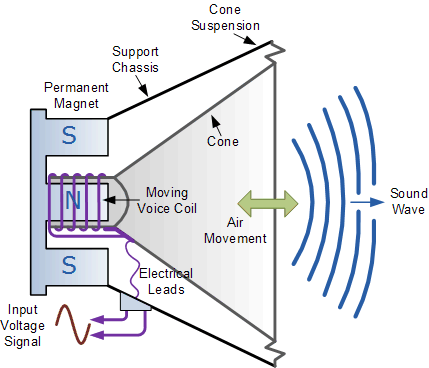 Cone
Suspension
Support
Chassis
Permanent
Magnet
S
Cone
N
Moving
Voice Coil
Sound
Wave
Air
Movement
S
Electrical
Leads
Input
Voltage
Signal